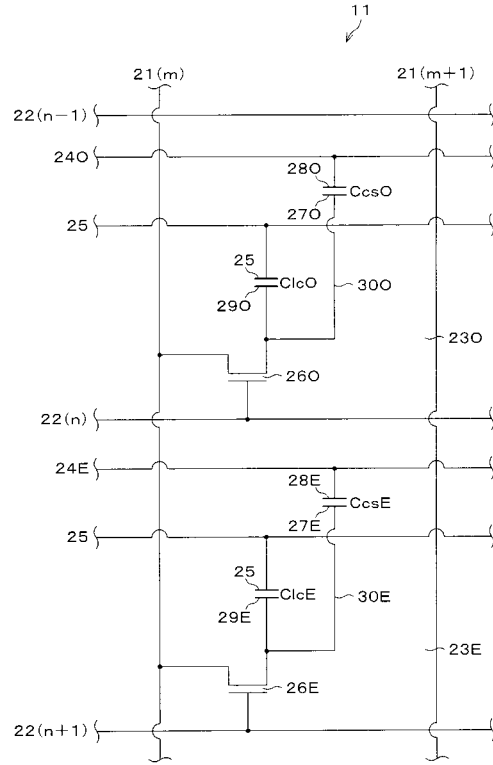 11
21(m)
21(m+1)
22(n−1)
24O
28O
CcsO
27O
25
25
ClcO
29O
30O
23O
26O
22(n)
24E
28E
CcsE
27E
25
25
ClcE
29E
30E
23E
26E
22(n+1)